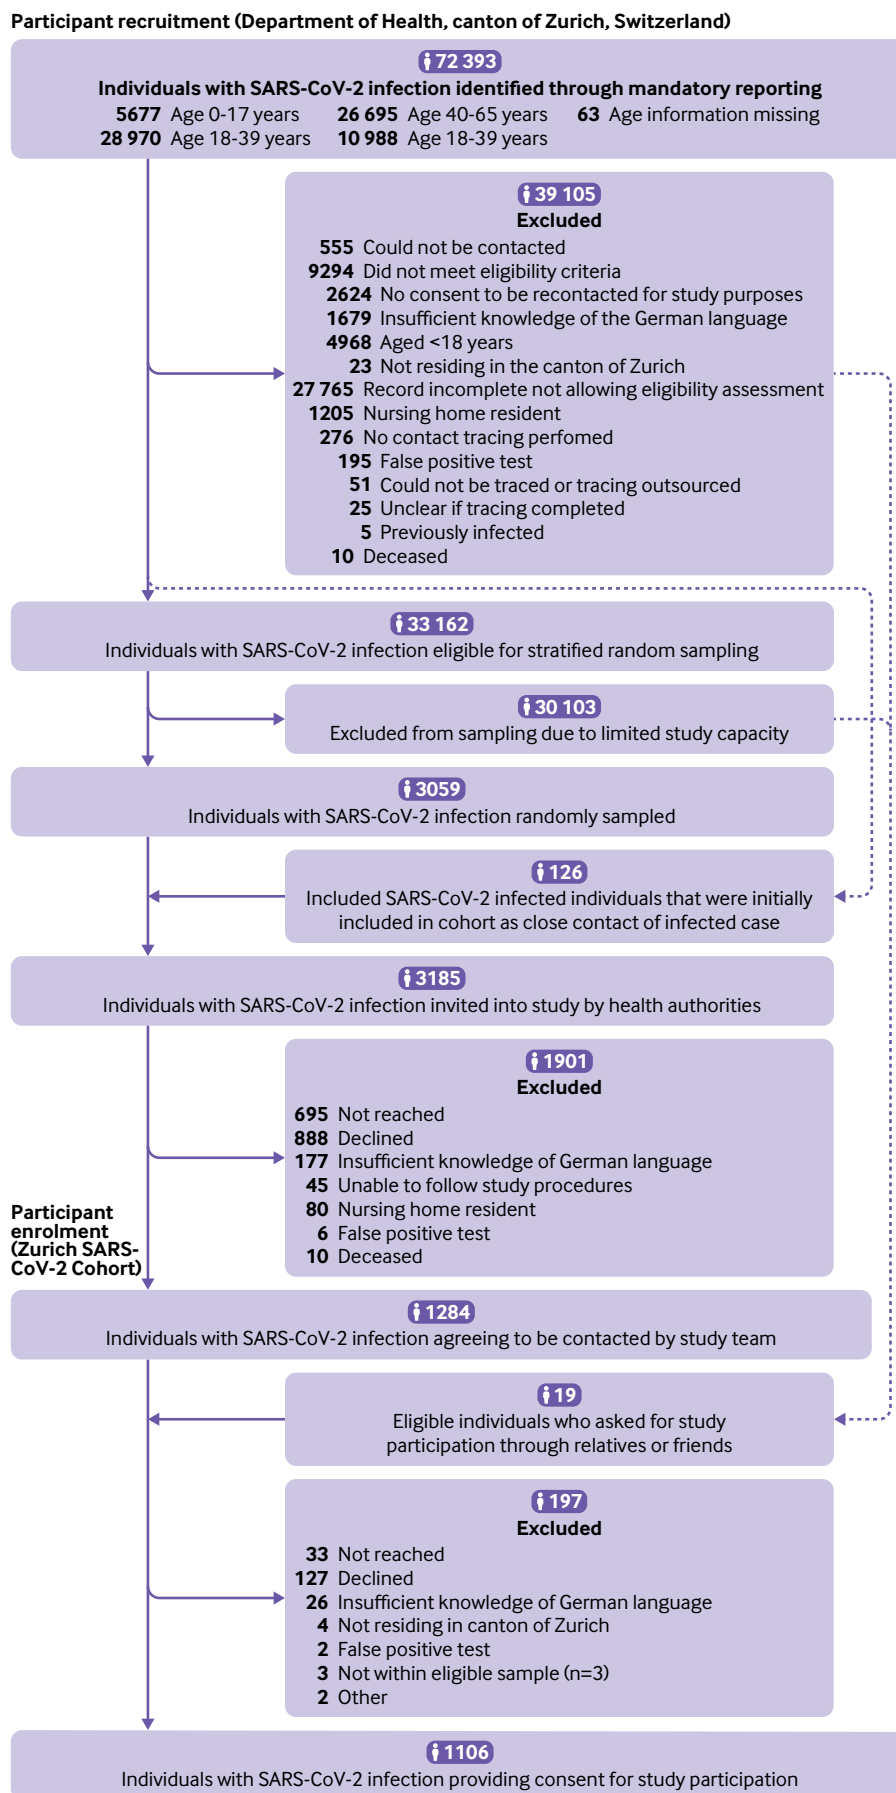 Participant recruitment (Department of Health, canton of Zurich, Switzerland)
72 393
Individuals with SARS-CoV-2 infection identified through mandatory reporting
5677 Age 0-17 years 26 695 Age 40-65 years 63 Age information missing
28 970 Age 18-39 years 10 988 Age 18-39 years
39 105
Excluded
555 Could not be contacted
9294 Did not meet eligibility criteria
2624 No consent to be recontacted for study purposes
1679 Insufficient knowledge of the German language
4968 Aged <18 years
23 Not residing in the canton of Zurich
27 765 Record incomplete not allowing eligibility assessment
1205 Nursing home resident
276 No contact tracing perfomed
195 False positive test
51 Could not be traced or tracing outsourced
25 Unclear if tracing completed
5 Previously infected
10 Deceased
33 162
Individuals with SARS-CoV-2 infection eligible for stratified random sampling
30 103
Excluded from sampling due to limited study capacity
3059
Individuals with SARS-CoV-2 infection randomly sampled
126
Included SARS-CoV-2 infected individuals that were initially
included in cohort as close contact of infected case
3185
Individuals with SARS-CoV-2 infection invited into study by health authorities
1901
Excluded
695 Not reached
888 Declined
177 Insufficient knowledge of German language
45 Unable to follow study procedures
80 Nursing home resident
6 False positive test
10 Deceased
Participant
enrolment
(Zurich SARS-
CoV-2 Cohort)
1284
Individuals with SARS-CoV-2 infection agreeing to be contacted by study team
19
Eligible individuals who asked for study
participation through relatives or friends
197
Excluded
33 Not reached
127 Declined
26 Insufficient knowledge of German language
4 Not residing in canton of Zurich
2 False positive test
3 Not within eligible sample (n=3)
2 Other
1106
Individuals with SARS-CoV-2 infection providing consent for study participation